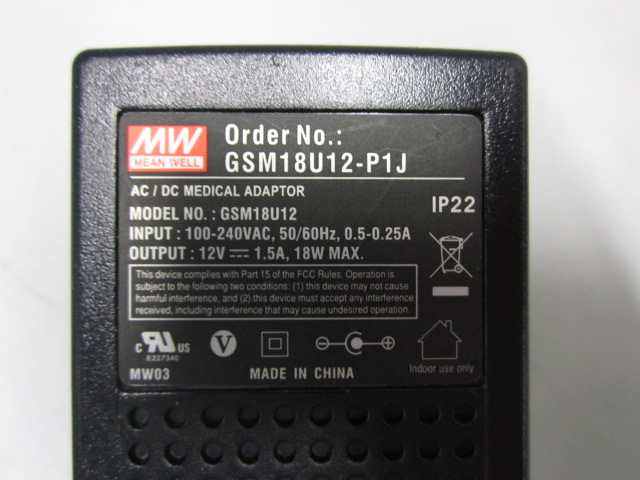 MW
MEAN WELL
Order No.:
GSM18U12-P1J
AC / DC MEDICAL ADAPTOR
IP22
MODEL NO. : GSM18U12
INPUT : 100-240VAC, 50/60Hz, 0.5-0.25A
OUTPUT : 12V ⎓ 1.5A, 18W MAX.
This device complies with Part 15 of the FCC Rules. Operation is
subject to the following two conditions: (1) this device may not cause
harmful interference, and (2) this device must accept any interference
received, including interference that may cause undesired operation.
c RU US
E227340
V
Indoor use only
MW03
MADE IN CHINA